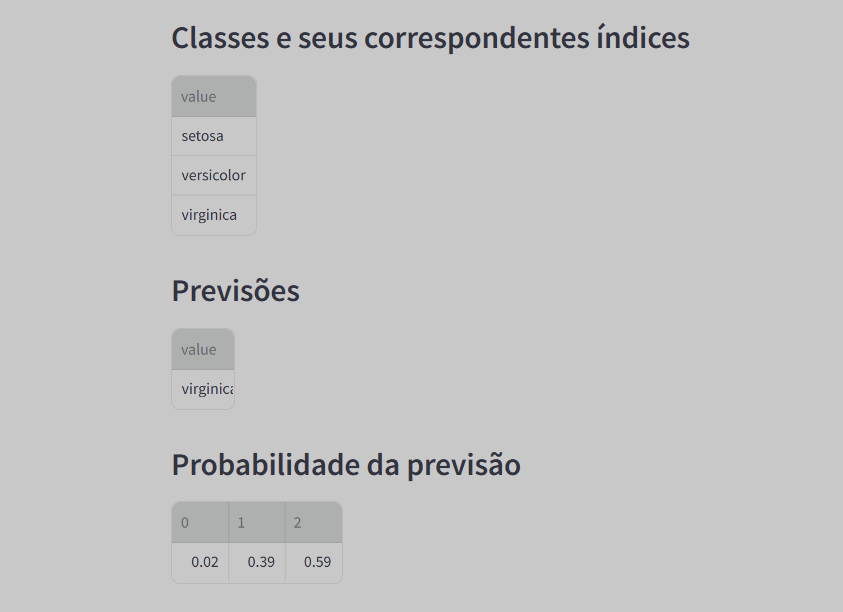 Classes e seus correspondentes índices
value
setosa
versicolor
virginica
Previsões
value
virginica
Probabilidade da previsão
0 1 2
0.02 0.39 0.59